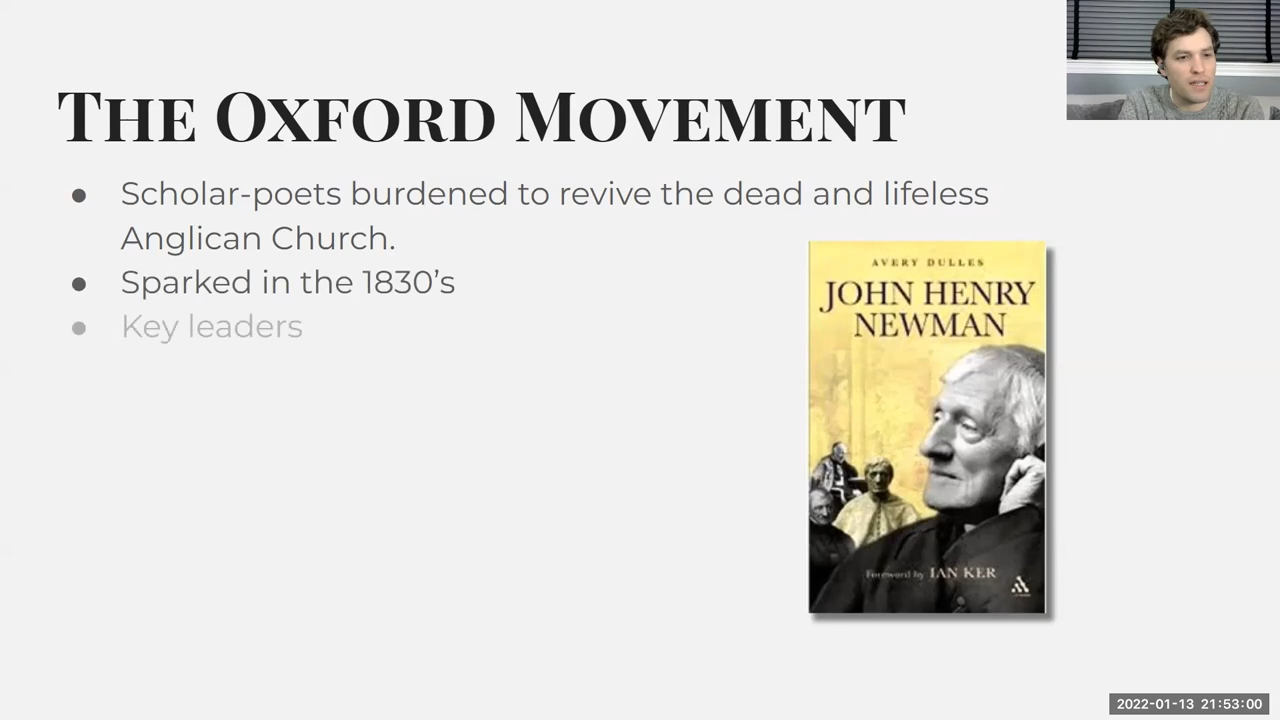 THE OXFORD MOVEMENT
● Scholar-poets burdened to revive the dead and lifeless
Anglican Church.
● Sparked in the 1830’s
● Key leaders
AVERY DULLES
JOHN HENRY
NEWMAN
Foreword by IAN KER
2022-01-13 21:53:00